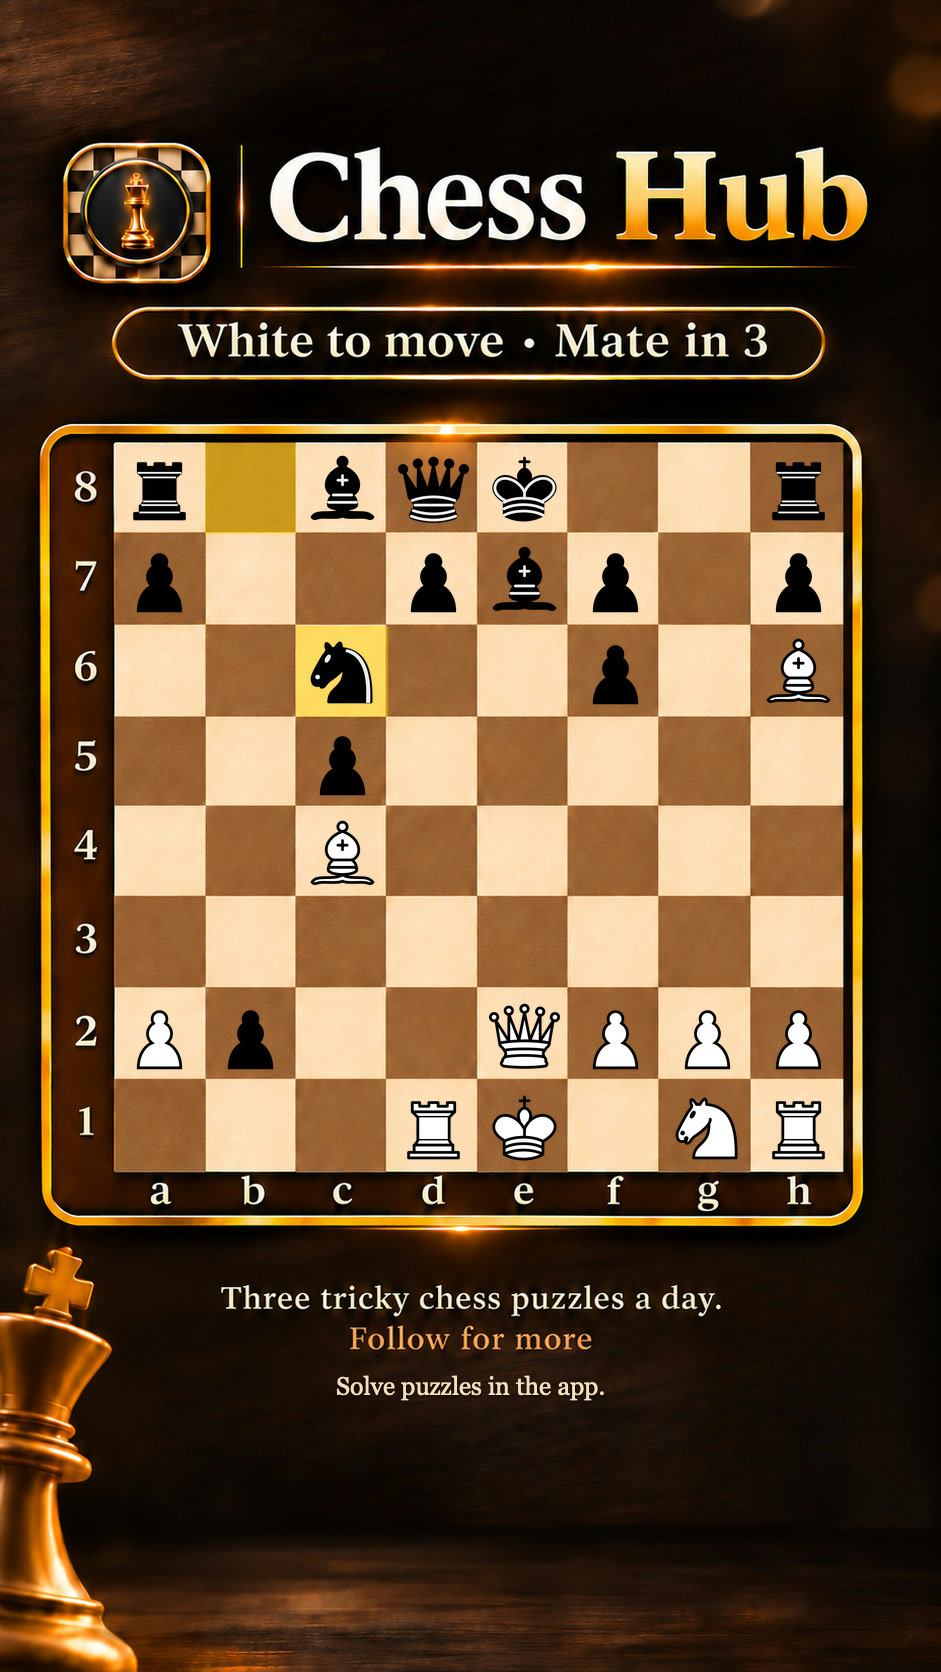 Chess Hub
White to move • Mate in 3
8
7
6
5
4
3
2
1
a b c d e f g h
Three tricky chess puzzles a day.
Follow for more
Solve puzzles in the app.